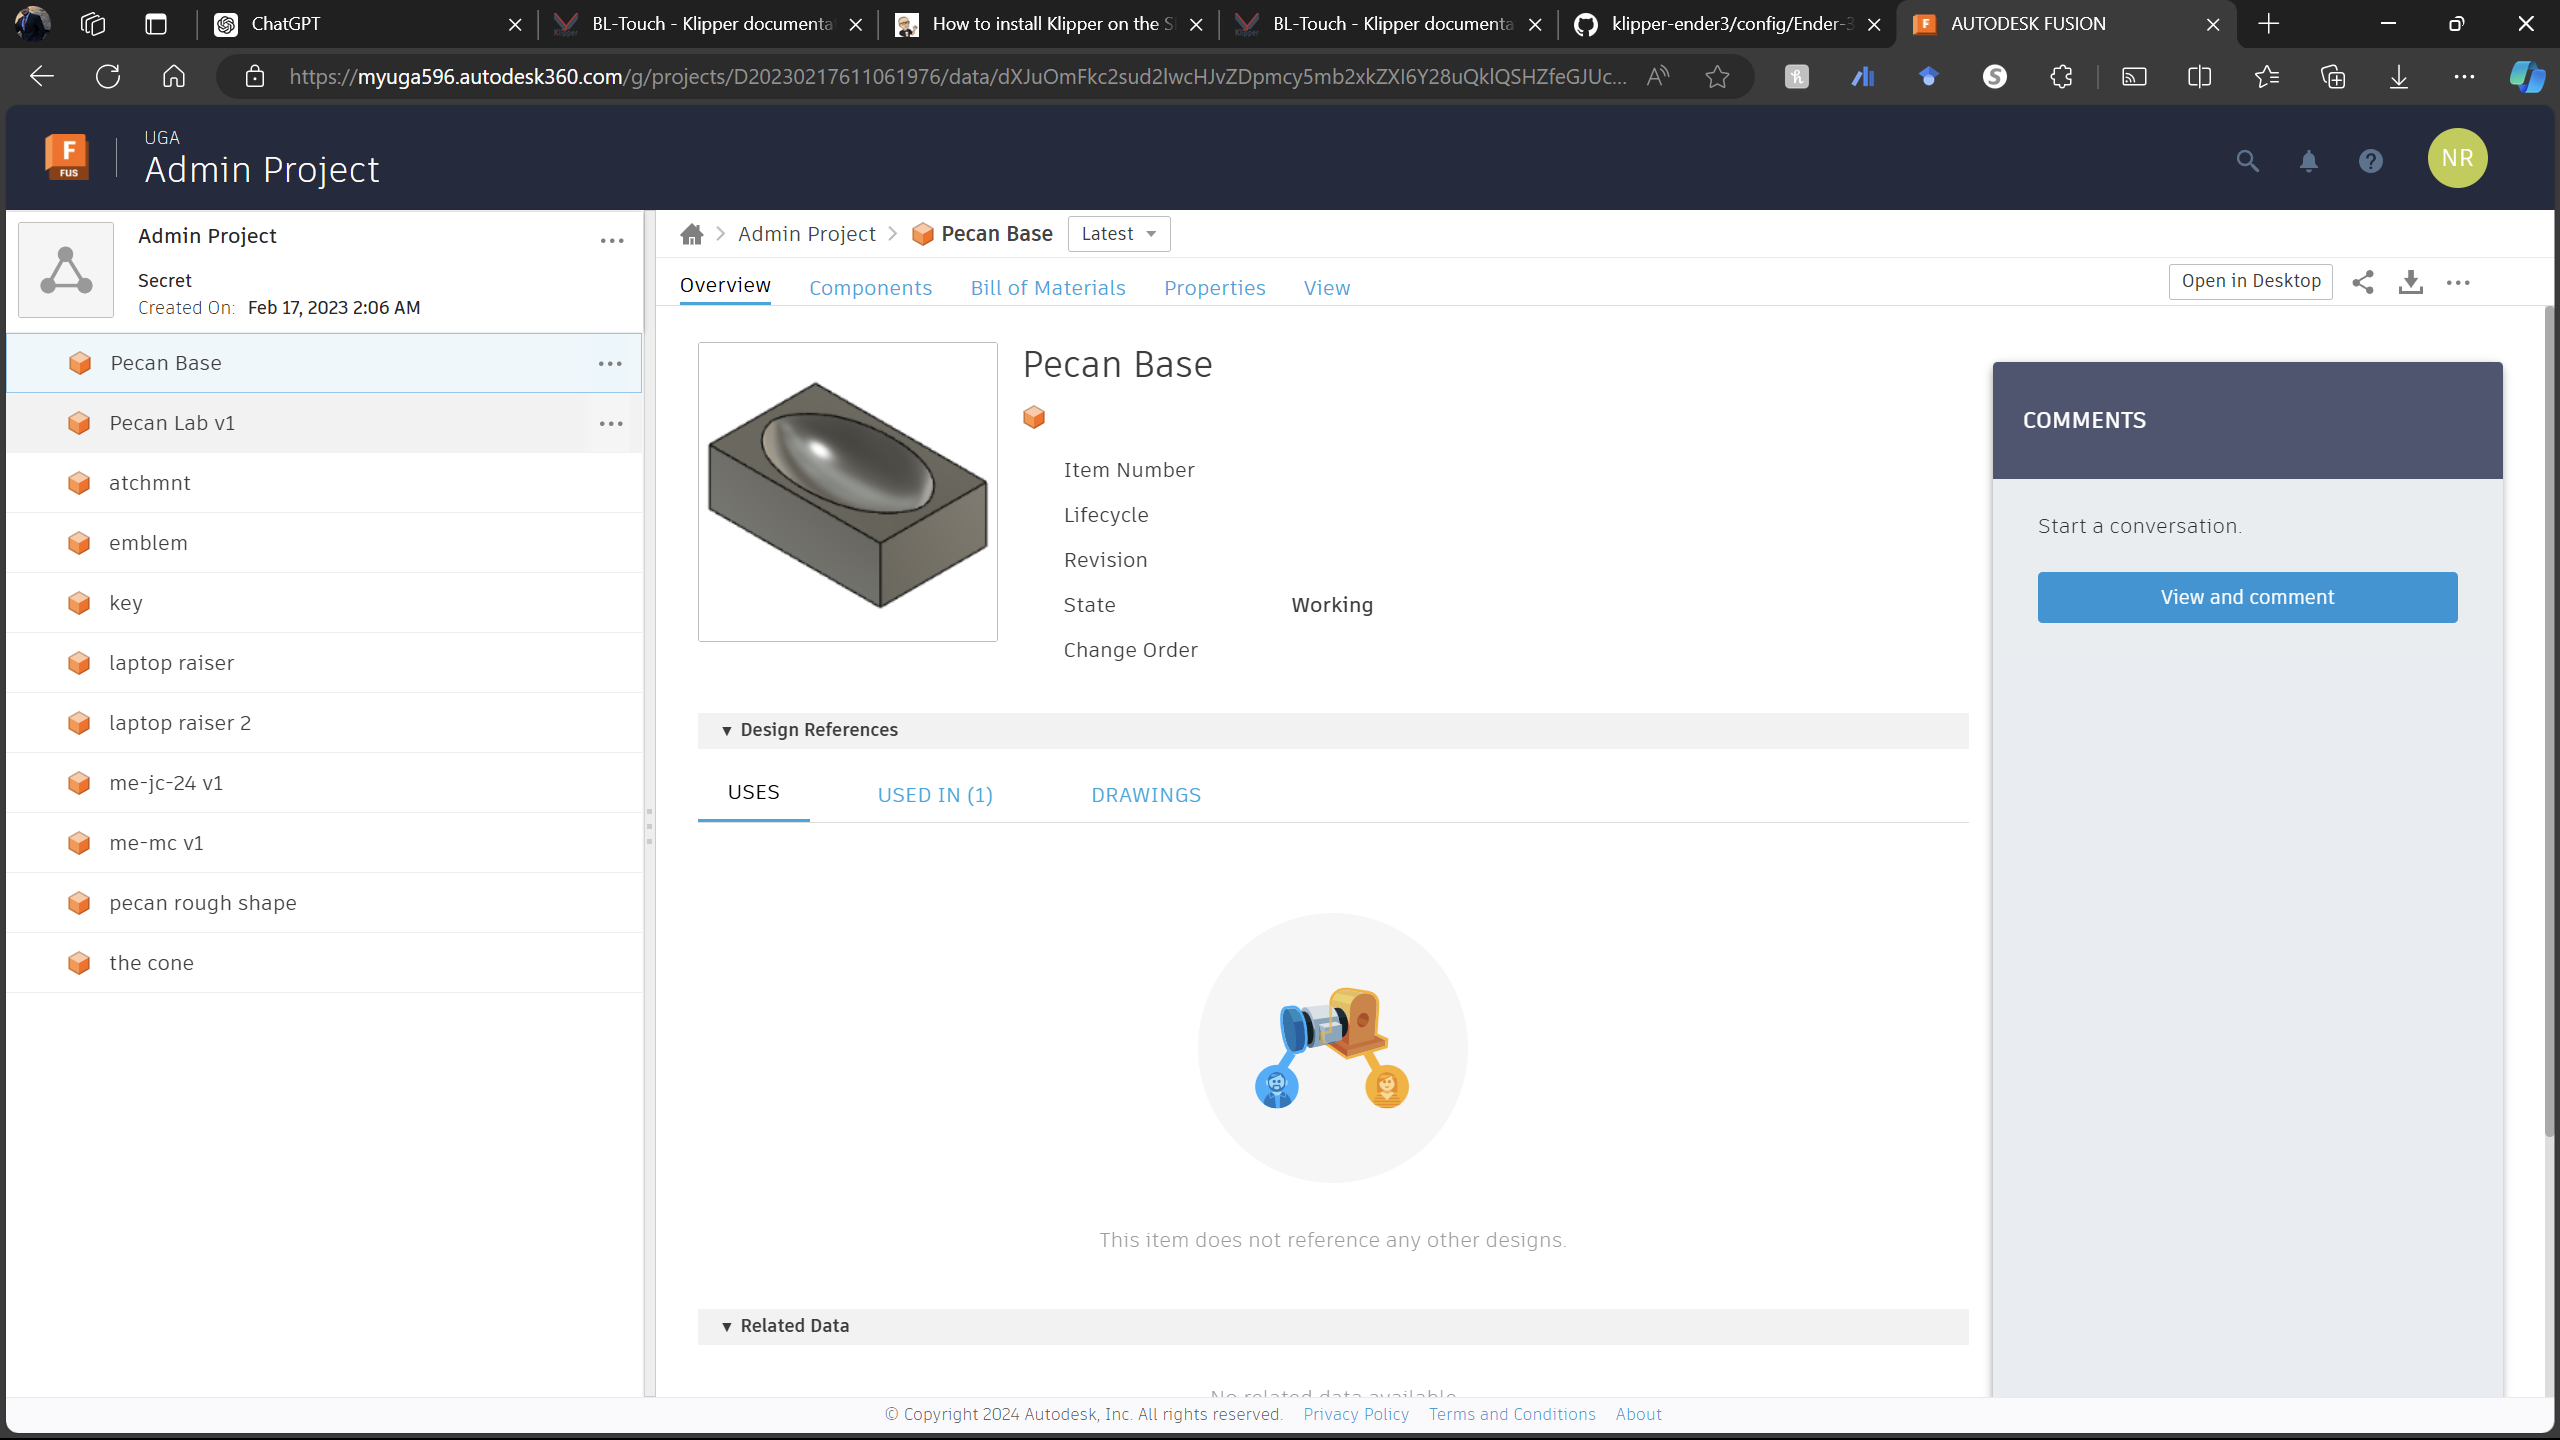 ChatGPT
BL-Touch - Klipper documenta
How to install Klipper on the S
BL-Touch - Klipper documenta
klipper-ender3/config/Ender-3
AUTODESK FUSION
https://myuga596.autodesk360.com/g/projects/D20230217611061976/data/dXJuOmFkc2sud2lwcHJvZDpmcy5mb2xkZXI6Y28uQklQSHZfeGJUc...
F
FUS
UGA
Admin Project
NR
Admin Project
Secret
Created On: Feb 17, 2023 2:06 AM
Pecan Base
Pecan Lab v1
atchmnt
emblem
key
laptop raiser
laptop raiser 2
me-jc-24 v1
me-mc v1
pecan rough shape
the cone
Admin Project
Pecan Base
Latest
Overview
Components
Bill of Materials
Properties
View
Open in Desktop
Pecan Base
Item Number
Lifecycle
Revision
State Working
Change Order
Design References
USES
USED IN (1)
DRAWINGS
This item does not reference any other designs.
Related Data
No related data available
COMMENTS
Start a conversation.
View and comment
© Copyright 2024 Autodesk, Inc. All rights reserved. Privacy Policy Terms and Conditions About